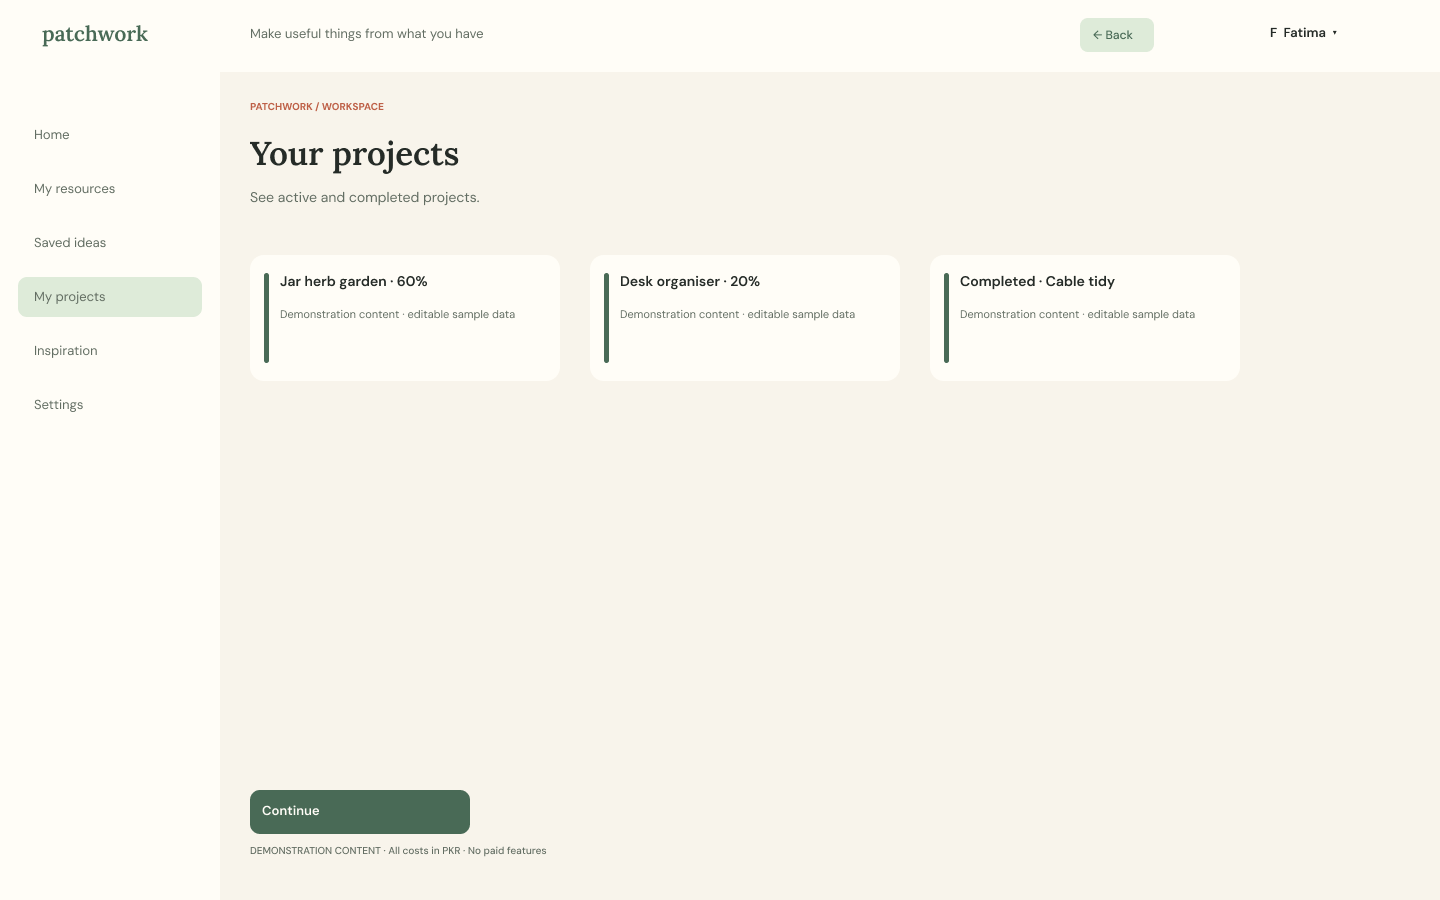 patchwork
Make useful things from what you have
← Back
F Fatima ▾
Home
My resources
Saved ideas
My projects
Inspiration
Settings
PATCHWORK / WORKSPACE
Your projects
See active and completed projects.
Jar herb garden · 60%
Demonstration content · editable sample data
Desk organiser · 20%
Demonstration content · editable sample data
Completed · Cable tidy
Demonstration content · editable sample data
Continue
DEMONSTRATION CONTENT · All costs in PKR · No paid features